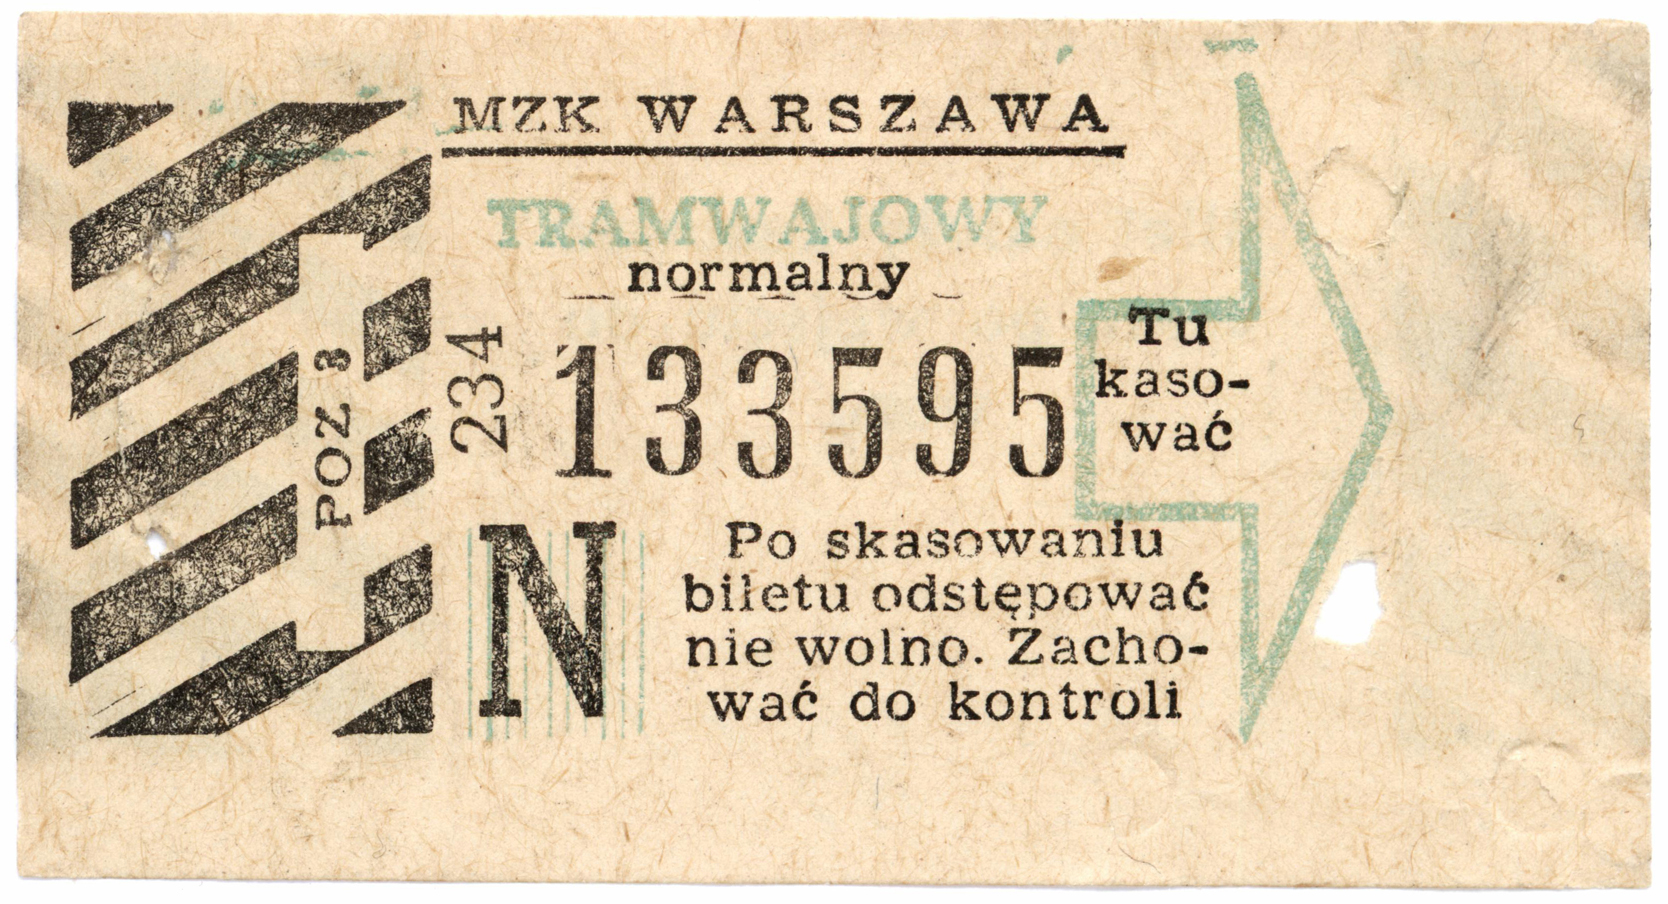 MZK WARSZAWA
TRAMWAJOWY
normalny
POZ 3
234
133595
Tu
kaso-
wać
N
Po skasowaniu
biletu odstępować
nie wolno. Zacho-
wać do kontroli